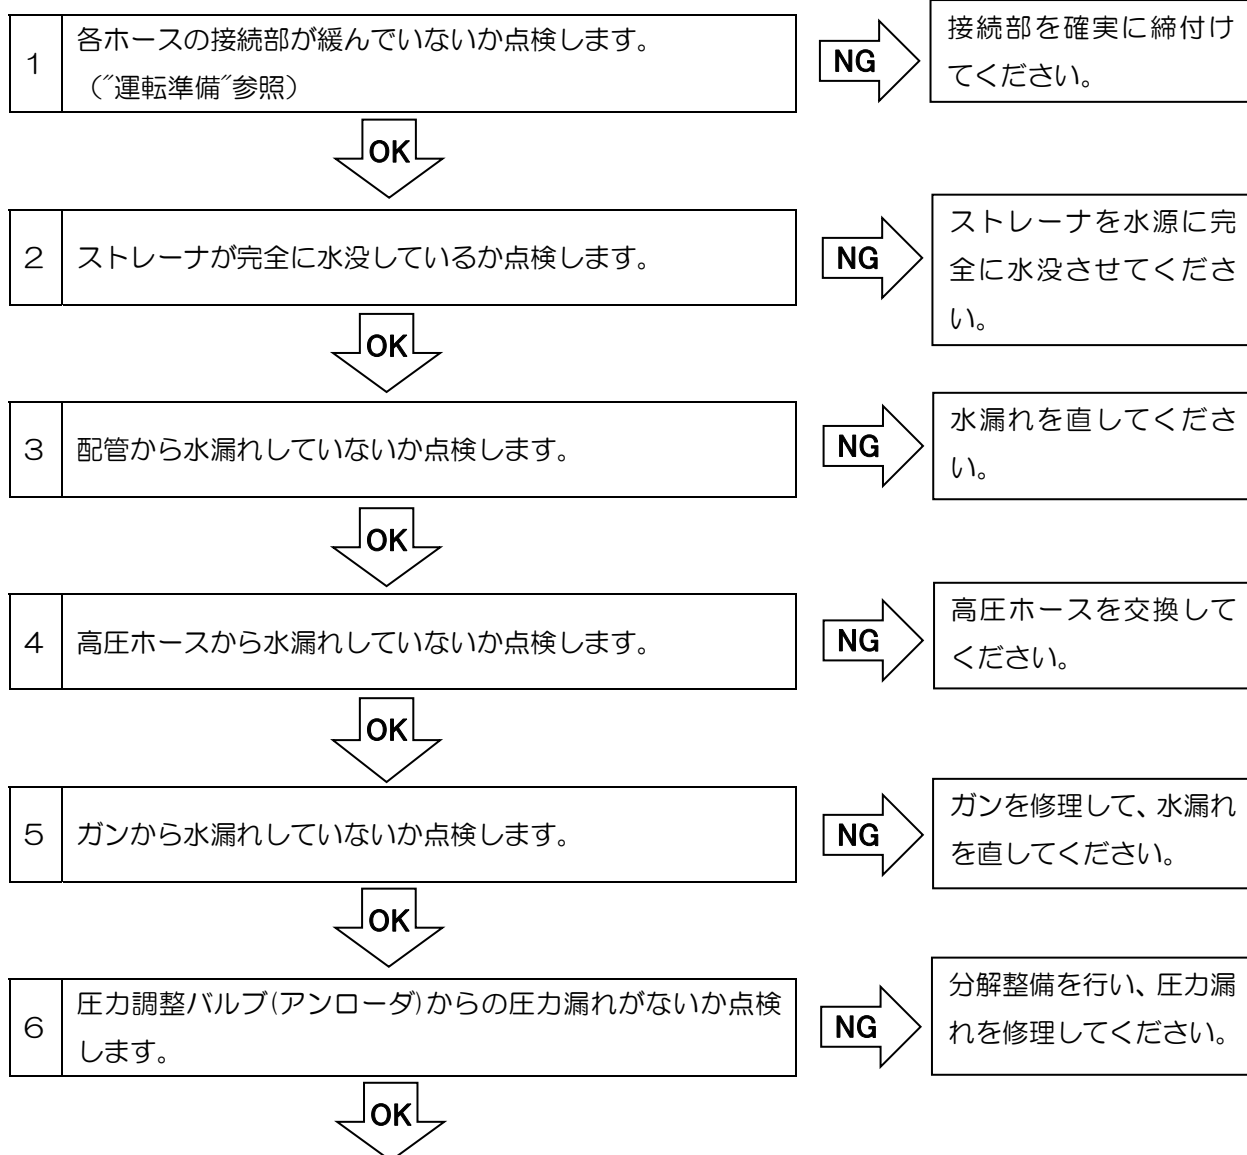 1
各ホースの接続部が緩んでいないか点検します。
（″運転準備″参照）
NG
接続部を確実に締付け
てください。
OK
2
ストレーナが完全に水没しているか点検します。
NG
ストレーナを水源に完
全に水没させてくださ
い。
OK
3
配管から水漏れしていないか点検します。
NG
水漏れを直してくださ
い。
OK
4
高圧ホースから水漏れしていないか点検します。
NG
高圧ホースを交換して
ください。
OK
5
ガンから水漏れしていないか点検します。
NG
ガンを修理して、水漏れ
を直してください。
OK
6
圧力調整バルブ(アンローダ)からの圧力漏れがないか点検
します。
NG
分解整備を行い、圧力漏
れを修理してください。
OK